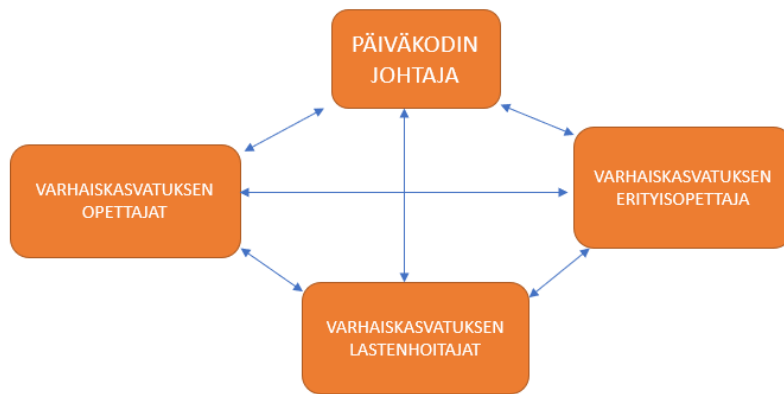 PÄIVÄKODIN
JOHTAJA
VARHAISKASVATUKSEN
OPETTAJAT
VARHAISKASVATUKSEN
ERITYISOPETTAJA
VARHAISKASVATUKSEN
LASTENHOITAJAT